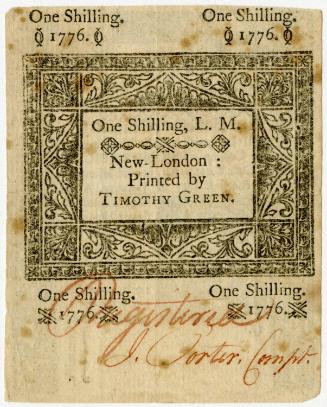 One Shilling. One Shilling.
1776. 1776.
One Shilling, L. M.
New-London :
Printed by
TIMOTHY GREEN.
One Shilling. One Shilling.
1776. Registered 1776.
J. Porter. Compr.